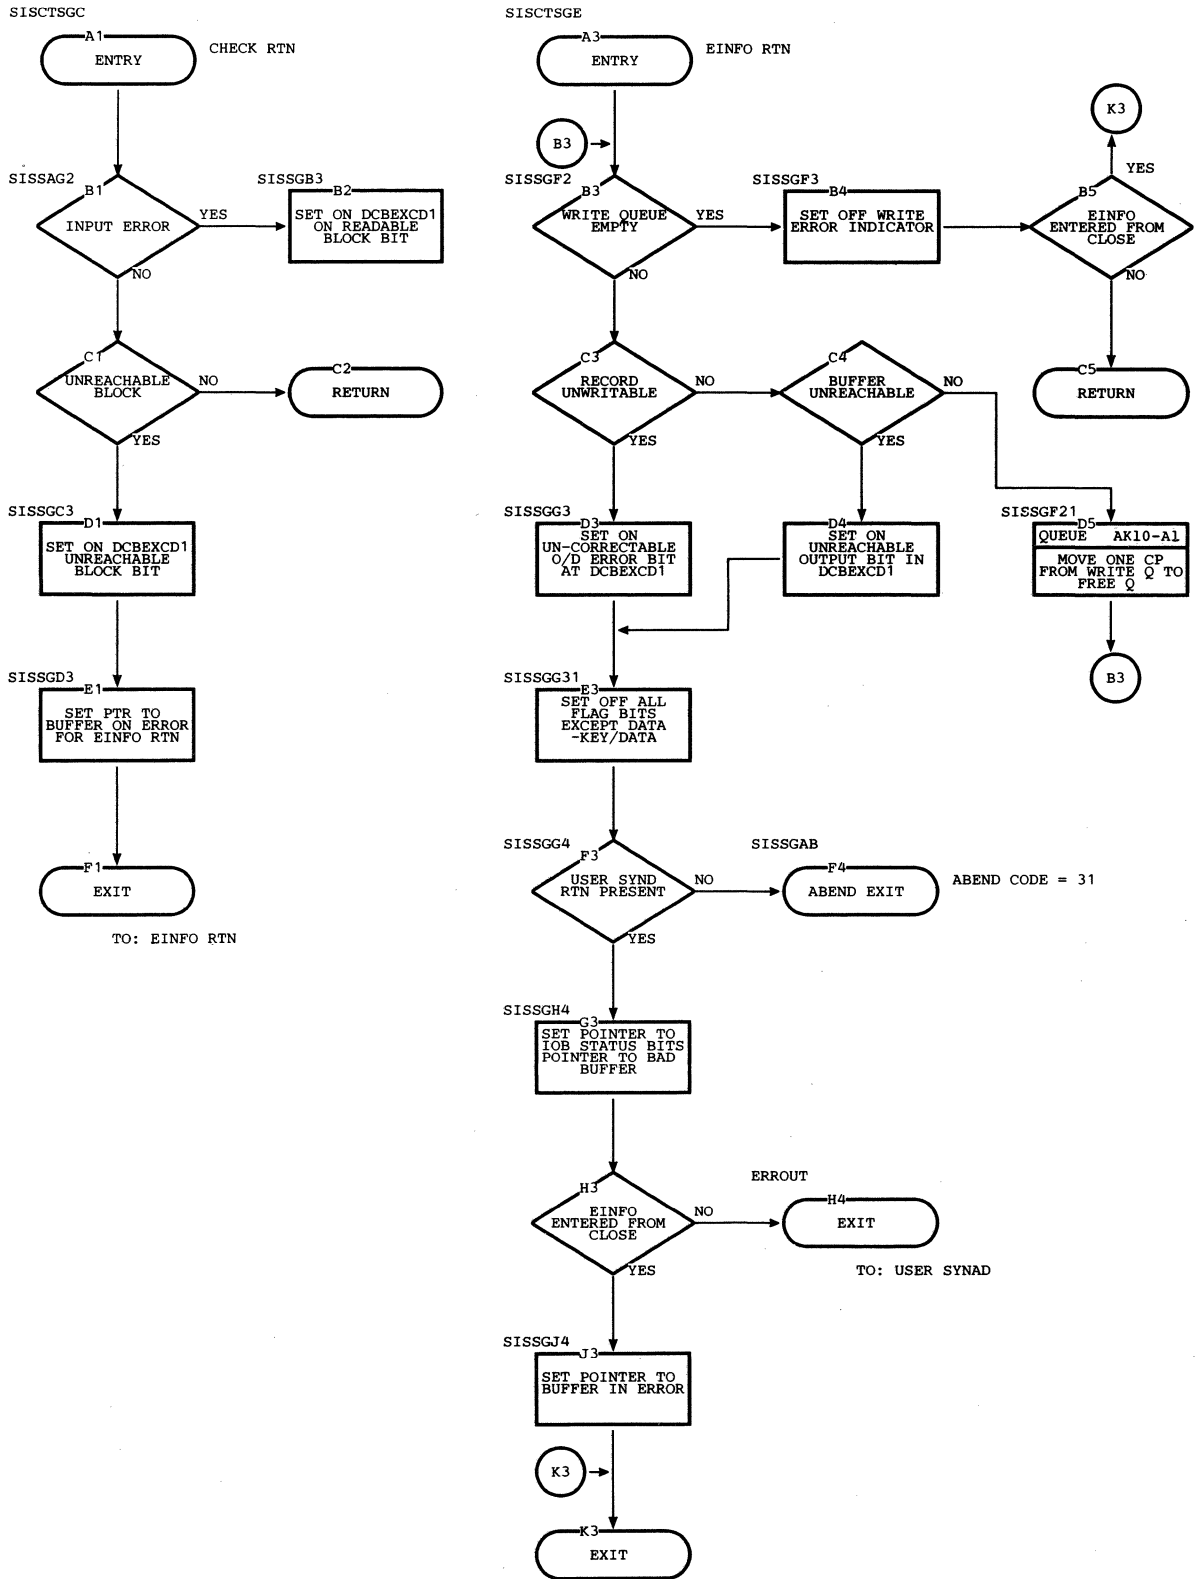 SISCTSGC
A1
ENTRY
CHECK RTN
SISSAG2
B1
INPUT ERROR
YES
NO
SISSGB3
B2
SET ON DCBEXCD1
ON READABLE
BLOCK BIT
C1
UNREACHABLE
BLOCK
NO
YES
C2
RETURN
SISSGC3
D1
SET ON DCBEXCD1
UNREACHABLE
BLOCK BIT
SISSGD3
E1
SET PTR TO
BUFFER ON ERROR
FOR EINFO RTN
F1
EXIT
TO: EINFO RTN
SISCTSGE
A3
ENTRY
EINFO RTN
B3
SISSGF2
B3
WRITE QUEUE
EMPTY
YES
NO
SISSGF3
B4
SET OFF WRITE
ERROR INDICATOR
K3
YES
B5
EINFO
ENTERED FROM
CLOSE
NO
C5
RETURN
C3
RECORD
UNWRITABLE
NO
YES
C4
BUFFER
UNREACHABLE
NO
YES
SISSGG3
D3
SET ON
UN-CORRECTABLE
O/D ERROR BIT
AT DCBEXCD1
D4
SET ON
UNREACHABLE
OUTPUT BIT IN
DCBEXCD1
SISSGF21
D5
QUEUE AK10-A1
MOVE ONE CP
FROM WRITE Q TO
FREE Q
B3
SISSGG31
E3
SET OFF ALL
FLAG BITS
EXCEPT DATA
-KEY/DATA
SISSGG4
F3
USER SYND
RTN PRESENT
NO
YES
SISSGAB
F4
ABEND EXIT
ABEND CODE = 31
SISSGH4
G3
SET POINTER TO
IOB STATUS BITS
POINTER TO BAD
BUFFER
H3
EINFO
ENTERED FROM
CLOSE
NO
YES
ERROUT
H4
EXIT
TO: USER SYNAD
SISSGJ4
J3
SET POINTER TO
BUFFER IN ERROR
K3
K3
EXIT